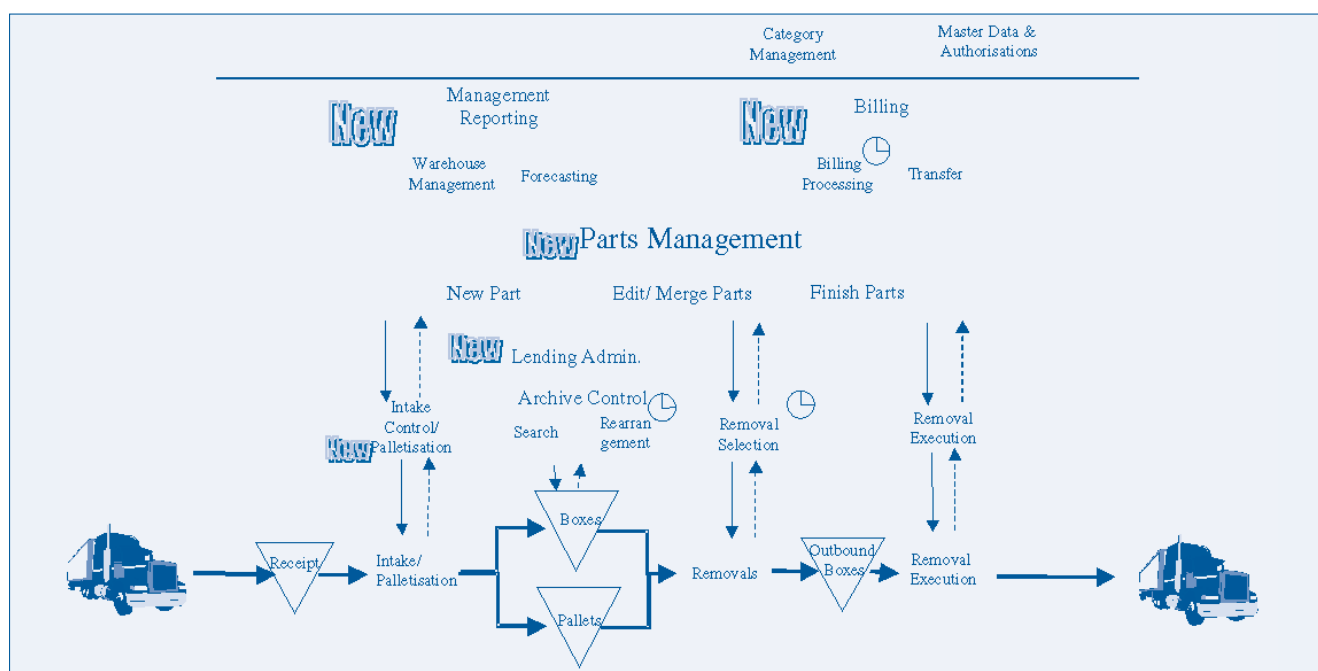 Category
Management
Master Data &
Authorisations
New
Management
Reporting
New
Billing
Warehouse
Management
Forecasting
Billing
Processing
Transfer
New
Parts Management
New Part
Edit/ Merge Parts
Finish Parts
New
Lending Admin.
Archive Control
Intake
Control/
New
Palletisation
Search
Rearran
gement
Removal
Selection
Removal
Execution
Boxes
Receipt
Intake/
Palletisation
Removals
Outbound
Boxes
Removal
Execution
Pallets